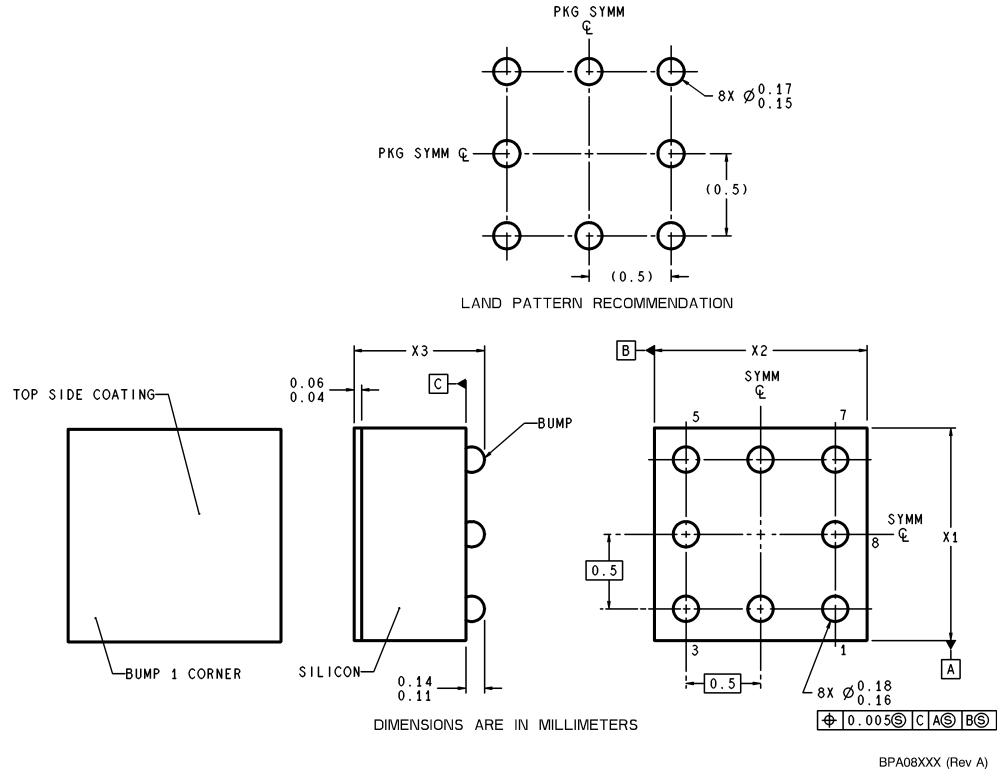 PKG SYMM
℄
8X Ø 0.17
0.15
PKG SYMM ℄
(0.5)
(0.5)
LAND PATTERN RECOMMENDATION
X3
B
X2
0.06
0.04
C
SYMM
℄
TOP SIDE COATING
BUMP
5
7
SYMM
℄
8
X1
0.5
BUMP 1 CORNER
SILICON
3
1
A
0.14
0.11
0.5
8X Ø 0.18
0.16
⌖ 0.005Ⓢ C AⓈ BⓈ
DIMENSIONS ARE IN MILLIMETERS
BPA08XXX (Rev A)